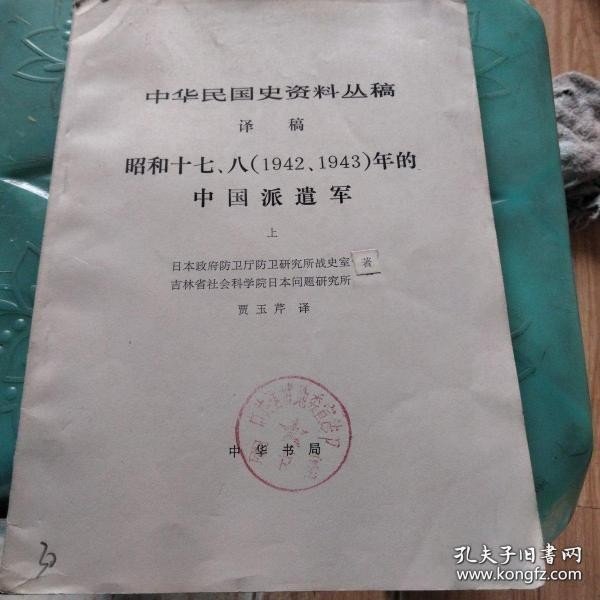 中华民国史资料丛稿
译稿
昭和十七、八(1942、1943)年的
中国派遣军
上
日本政府防卫厅防卫研究所战史室 著
吉林省社会科学院日本问题研究所
贾玉芹 译
中华书局
孔夫子旧书网
www.kongfz.com